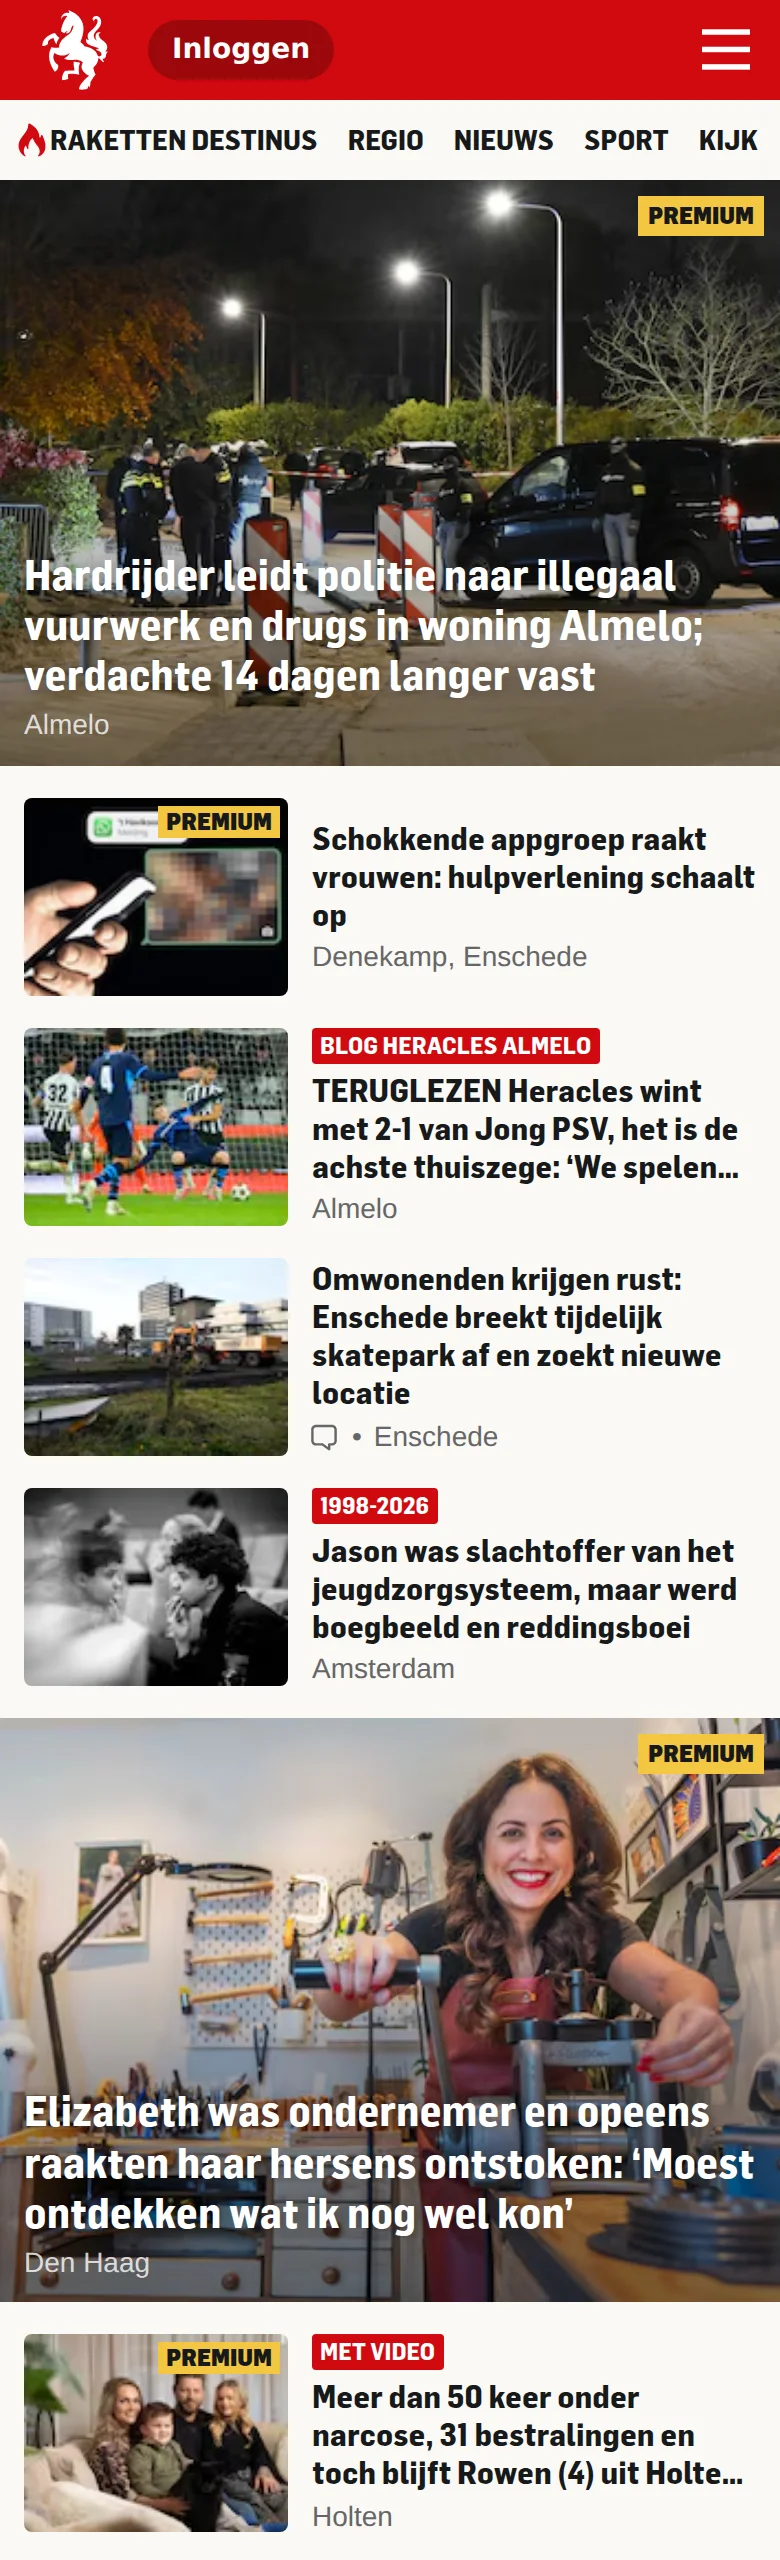 Inloggen
RAKETTEN DESTINUS REGIO NIEUWS SPORT KIJK
PREMIUM
Hardrijder leidt politie naar illegaal
vuurwerk en drugs in woning Almelo;
verdachte 14 dagen langer vast
Almelo
PREMIUM
Schokkende appgroep raakt
vrouwen: hulpverlening schaalt
op
Denekamp, Enschede
32
4
BLOG HERACLES ALMELO
TERUGLEZEN Heracles wint
met 2-1 van Jong PSV, het is de
achste thuiszege: ‘We spelen...
Almelo
Omwonenden krijgen rust:
Enschede breekt tijdelijk
skatepark af en zoekt nieuwe
locatie
• Enschede
1998-2026
Jason was slachtoffer van het
jeugdzorgsysteem, maar werd
boegbeeld en reddingsboei
Amsterdam
PREMIUM
Elizabeth was ondernemer en opeens
raakten haar hersens ontstoken: ‘Moest
ontdekken wat ik nog wel kon’
Den Haag
PREMIUM
MET VIDEO
Meer dan 50 keer onder
narcose, 31 bestralingen en
toch blijft Rowen (4) uit Holte...
Holten